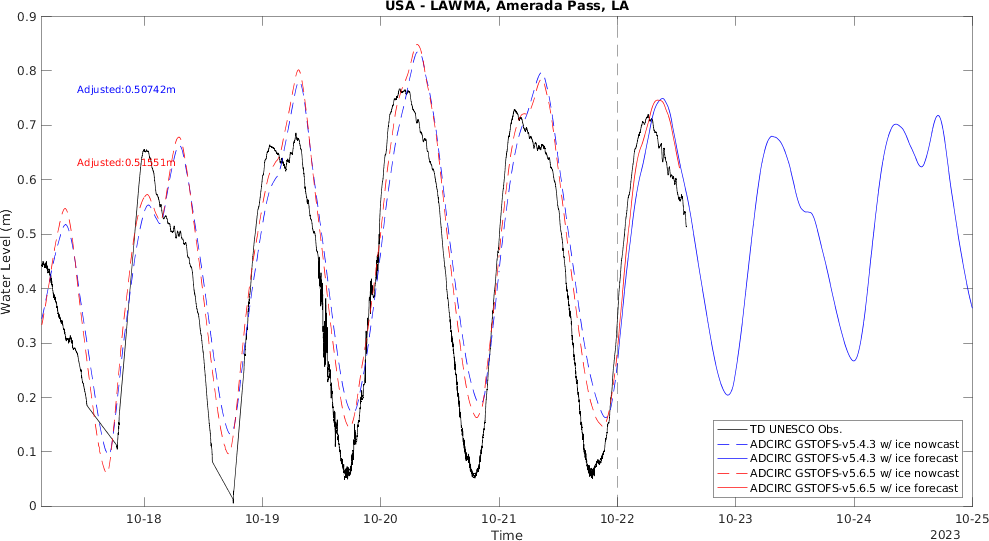 USA - LAWMA, Amerada Pass, LA
0.9
0.8
0.7
0.6
0.5
0.4
0.3
0.2
0.1
0
Water Level (m)
Adjusted:0.50742m
Adjusted:0.51551m
TD UNESCO Obs.
ADCIRC GSTOFS-v5.4.3 w/ ice nowcast
ADCIRC GSTOFS-v5.4.3 w/ ice forecast
ADCIRC GSTOFS-v5.6.5 w/ ice nowcast
ADCIRC GSTOFS-v5.6.5 w/ ice forecast
10-18 10-19 10-20 10-21 10-22 10-23 10-24 10-25
Time
2023